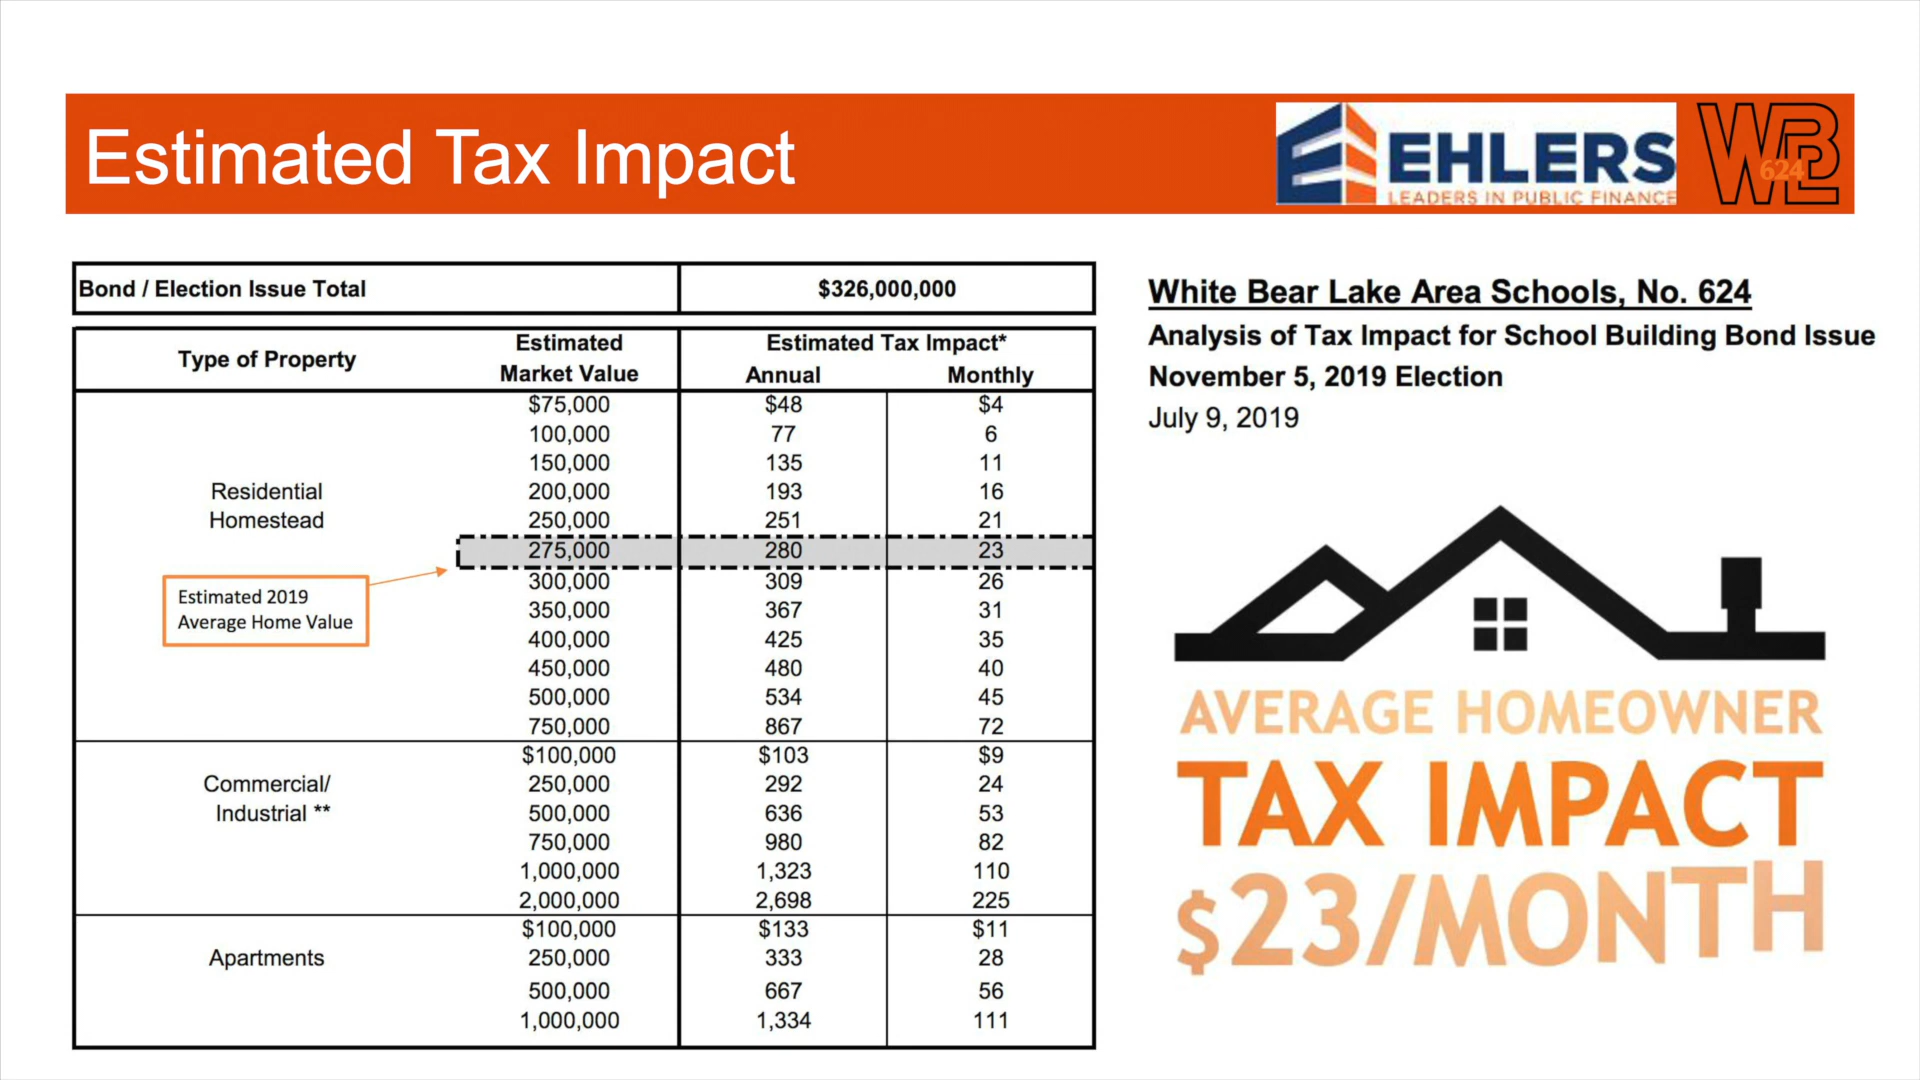 Estimated Tax Impact
EHLERS
LEADERS IN PUBLIC FINANCE
WBL
624
Bond / Election Issue Total $326,000,000
Type of Property Estimated Market Value Estimated Tax Impact*
Annual Monthly
$75,000 $48 $4
100,000 77 6
150,000 135 11
Residential 200,000 193 16
Homestead 250,000 251 21
275,000 280 23
Estimated 2019 300,000 309 26
Average Home Value 350,000 367 31
400,000 425 35
450,000 480 40
500,000 534 45
750,000 867 72
$100,000 $103 $9
Commercial/ 250,000 292 24
Industrial ** 500,000 636 53
750,000 980 82
1,000,000 1,323 110
2,000,000 2,698 225
$100,000 $133 $11
Apartments 250,000 333 28
500,000 667 56
1,000,000 1,334 111
White Bear Lake Area Schools, No. 624
Analysis of Tax Impact for School Building Bond Issue
November 5, 2019 Election
July 9, 2019
AVERAGE HOMEOWNER
TAX IMPACT
$23/MONTH